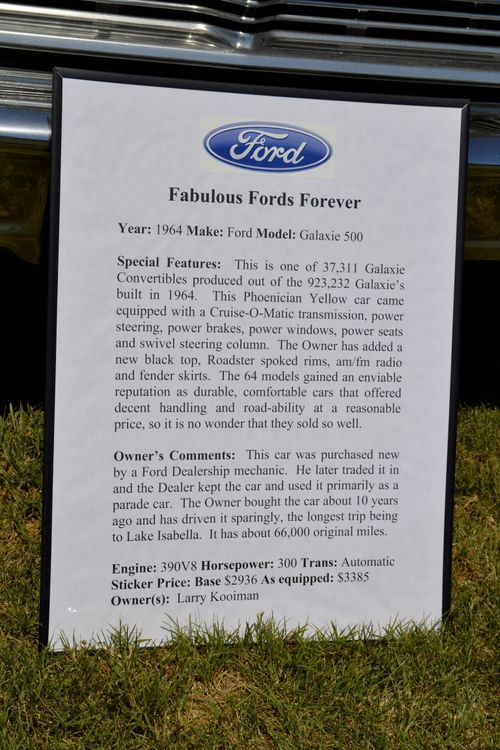 Ford
Fabulous Fords Forever
Year: 1964 Make: Ford Model: Galaxie 500
Special Features: This is one of 37,311 Galaxie
Convertibles produced out of the 923,232 Galaxie's
built in 1964. This Phoenician Yellow car came
equipped with a Cruise-O-Matic transmission, power
steering, power brakes, power windows, power seats
and swivel steering column. The Owner has added a
new black top, Roadster spoked rims, am/fm radio
and fender skirts. The 64 models gained an enviable
reputation as durable, comfortable cars that offered
decent handling and road-ability at a reasonable
price, so it is no wonder that they sold so well.
Owner's Comments: This car was purchased new
by a Ford Dealership mechanic. He later traded it in
and the Dealer kept the car and used it primarily as a
parade car. The Owner bought the car about 10 years
ago and has driven it sparingly, the longest trip being
to Lake Isabella. It has about 66,000 original miles.
Engine: 390V8 Horsepower: 300 Trans: Automatic
Sticker Price: Base $2936 As equipped: $3385
Owner(s): Larry Kooiman